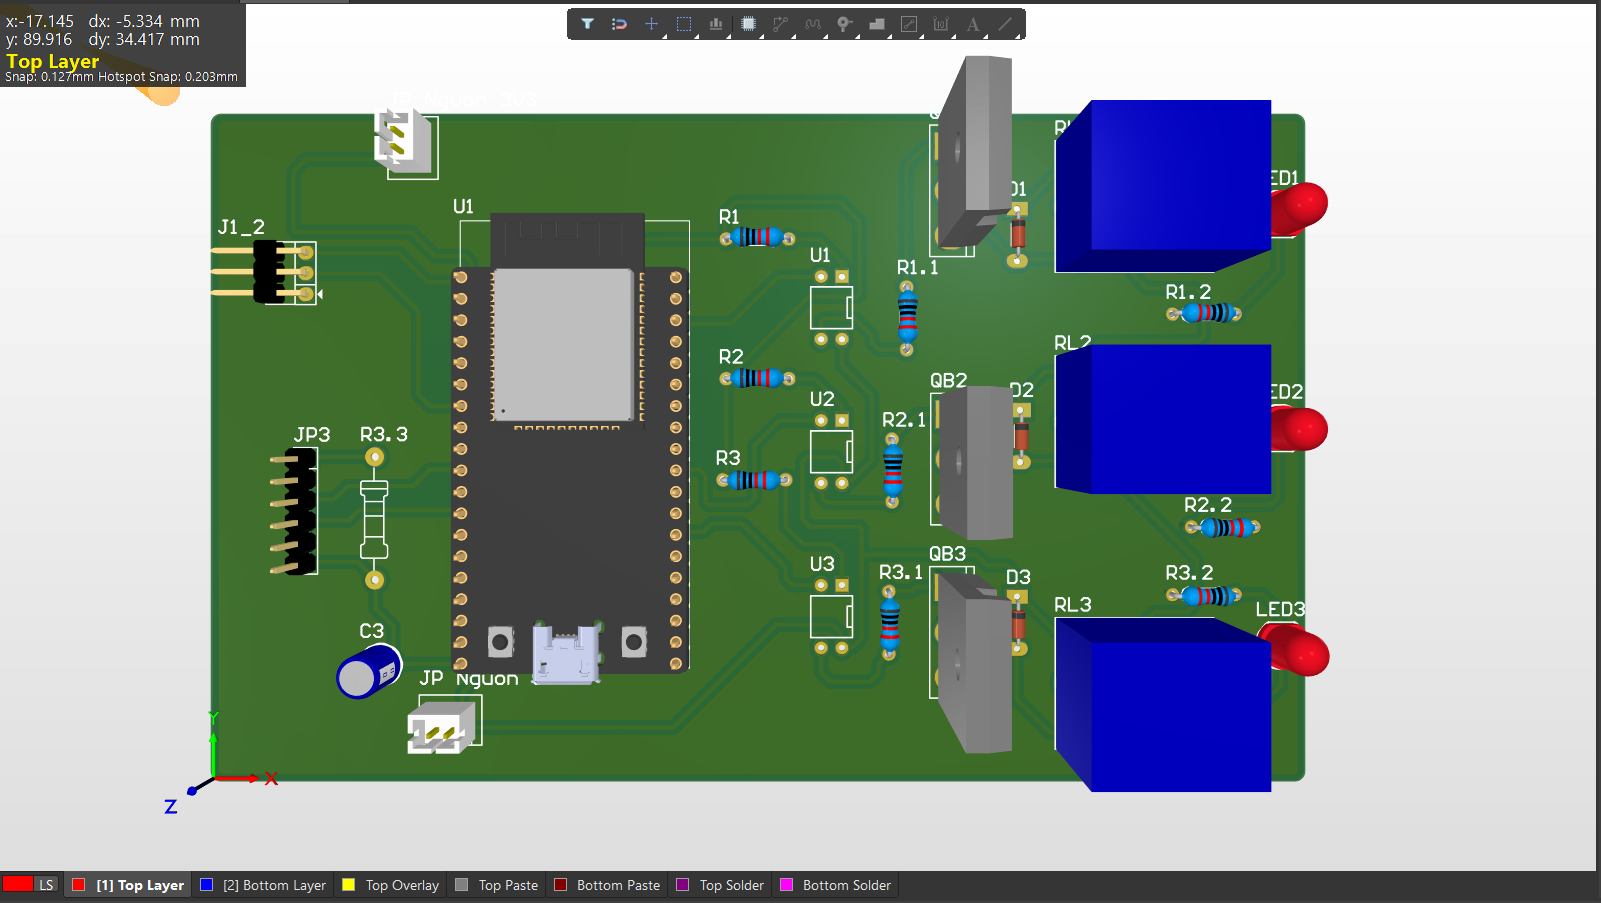 x:-17.145 dx: -5.334 mm
y: 89.916 dy: 34.417 mm
Top Layer
Snap: 0.127mm Hotspot Snap: 0.203mm
JP Nguon 3V3
J1_2
U1
R1
U1
D1
ED1
R1.1
R1.2
RL2
R2
QB2
D2
ED2
U2
R2.1
JP3
R3.3
R3
R2.2
QB3
U3
R3.1
D3
R3.2
RL3
LED3
C3
JP Nguon
Y
X
Z
LS
[1] Top Layer
[2] Bottom Layer
Top Overlay
Top Paste
Bottom Paste
Top Solder
Bottom Solder